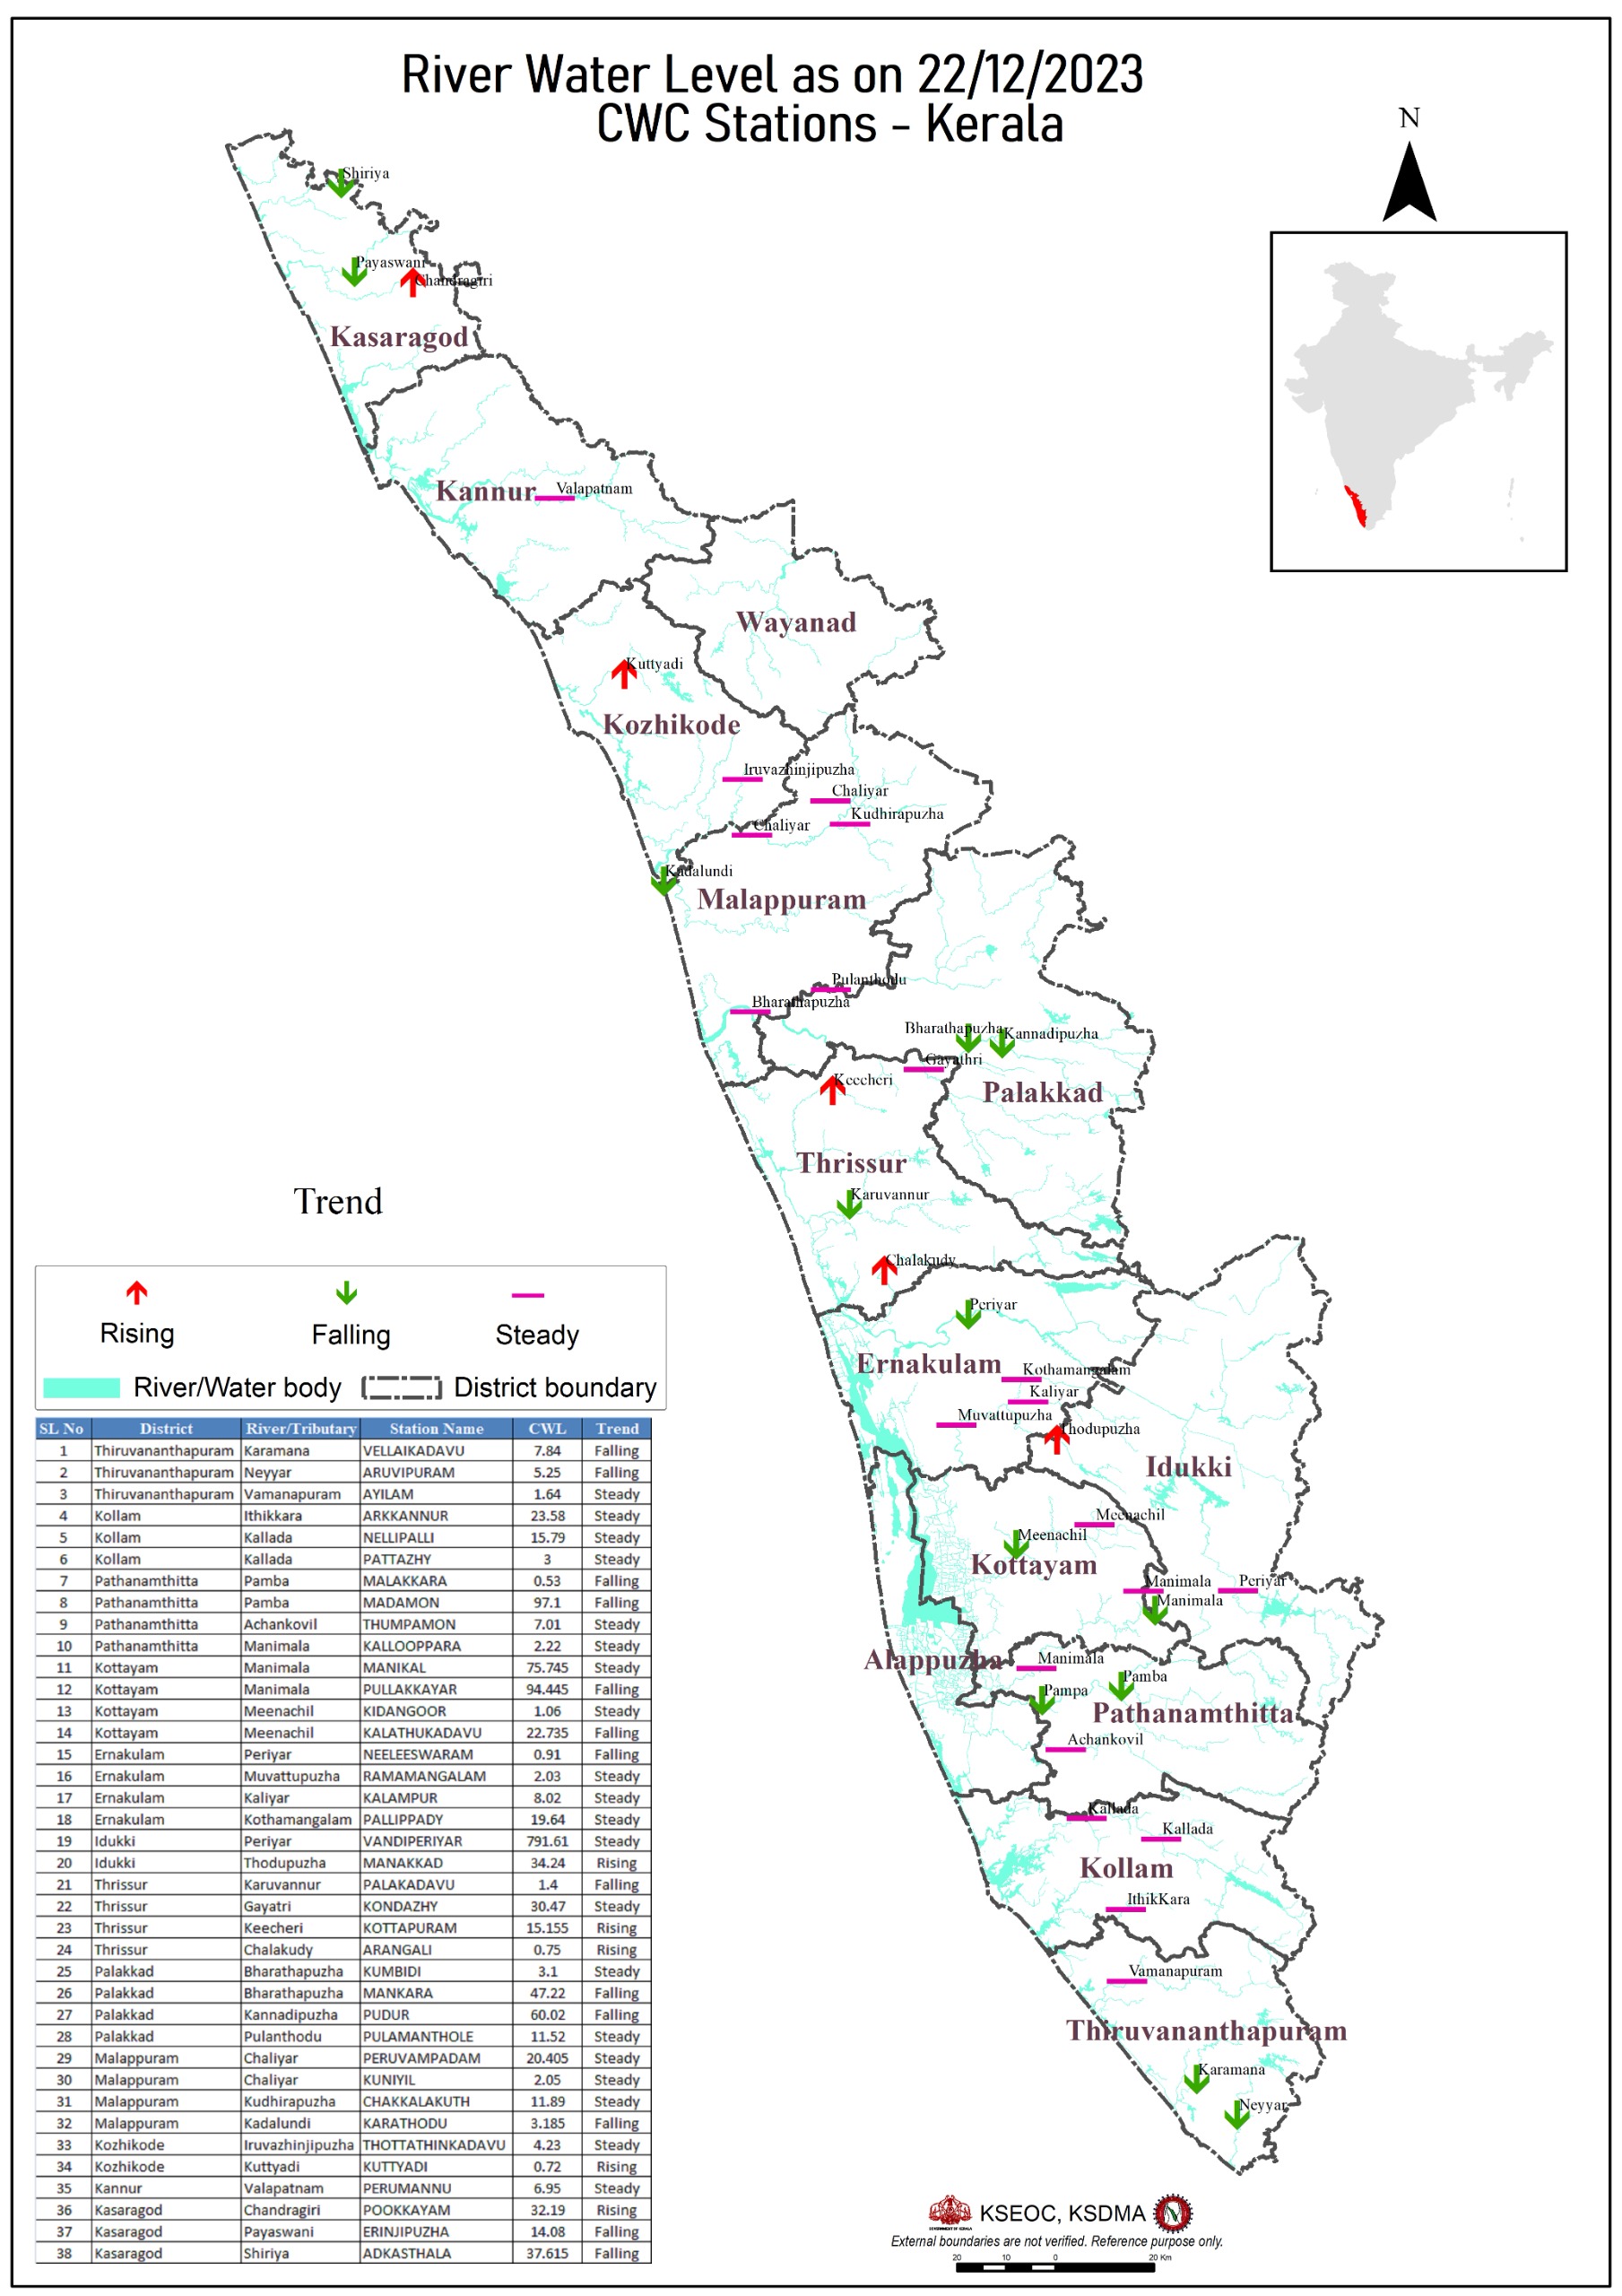 River Water Level as on 22/12/2023
CWC Stations - Kerala
N
Shiriya
Payaswani
Chandragiri
Kasaragod
Kannur
Valapatnam
Wayanad
Kuttyadi
Kozhikode
Iruvazhinjipuzha
Chaliyar
Kudhirapuzha
Chaliyar
Kadalundi
Malappuram
Pulanthodu
Bharathapuzha
Bharathapuzha
Kannadipuzha
Gayathri
Keecheri
Palakkad
Thrissur
Karuvannur
Chalakudy
Periyar
Ernakulam
Kothamangalam
Kaliyar
Muvattupuzha
Thodupuzha
Idukki
Meenachil
Meenachil
Kottayam
Manimala
Periyar
Manimala
Alappuzha
Manimala
Pamba
Pampa
Pathanamthitta
Achankovil
Kallada
Kallada
Kollam
IthikKara
Vamanapuram
Thiruvananthapuram
Karamana
Neyyar
Trend
Rising Falling Steady
River/Water body District boundary
SL No District River/Tributary Station Name CWL Trend
1 Thiruvananthapuram Karamana VELLAIKADAVU 7.84 Falling
2 Thiruvananthapuram Neyyar ARUVIPURAM 5.25 Falling
3 Thiruvananthapuram Vamanapuram AYILAM 1.64 Steady
4 Kollam Ithikkara ARKKANNUR 23.58 Steady
5 Kollam Kallada NELLIPALLI 15.79 Steady
6 Kollam Kallada PATTAZHY 3 Steady
7 Pathanamthitta Pamba MALAKKARA 0.53 Falling
8 Pathanamthitta Pamba MADAMON 97.1 Falling
9 Pathanamthitta Achankovil THUMPAMON 7.01 Steady
10 Pathanamthitta Manimala KALLOOPPARA 2.22 Steady
11 Kottayam Manimala MANIKAL 75.745 Steady
12 Kottayam Manimala PULLAKKAYAR 94.445 Falling
13 Kottayam Meenachil KIDANGOOR 1.06 Steady
14 Kottayam Meenachil KALATHUKADAVU 22.735 Falling
15 Ernakulam Periyar NEELEESWARAM 0.91 Falling
16 Ernakulam Muvattupuzha RAMAMANGALAM 2.03 Steady
17 Ernakulam Kaliyar KALAMPUR 8.02 Steady
18 Ernakulam Kothamangalam PALLIPPADY 19.64 Steady
19 Idukki Periyar VANDIPERIYAR 791.61 Steady
20 Idukki Thodupuzha MANAKKAD 34.24 Rising
21 Thrissur Karuvannur PALAKADAVU 1.4 Falling
22 Thrissur Gayatri KONDAZHY 30.47 Steady
23 Thrissur Keecheri KOTTAPURAM 15.155 Rising
24 Thrissur Chalakudy ARANGALI 0.75 Rising
25 Palakkad Bharathapuzha KUMBIDI 3.1 Steady
26 Palakkad Bharathapuzha MANKARA 47.22 Falling
27 Palakkad Kannadipuzha PUDUR 60.02 Falling
28 Palakkad Pulanthodu PULAMANTHOLE 11.52 Steady
29 Malappuram Chaliyar PERUVAMPADAM 20.405 Steady
30 Malappuram Chaliyar KUNIYIL 2.05 Steady
31 Malappuram Kudhirapuzha CHAKKALAKUTH 11.89 Steady
32 Malappuram Kadalundi KARATHODU 3.185 Falling
33 Kozhikode Iruvazhinjipuzha THOTTATHINKADAVU 4.23 Steady
34 Kozhikode Kuttyadi KUTTYADI 0.72 Rising
35 Kannur Valapatnam PERUMANNU 6.95 Steady
36 Kasaragod Chandragiri POOKKAYAM 32.19 Rising
37 Kasaragod Payaswani ERINJIPUZHA 14.08 Falling
38 Kasaragod Shiriya ADKASTHALA 37.615 Falling
KSEOC, KSDMA
External boundaries are not verified. Reference purpose only.
20 10 0 20 Km